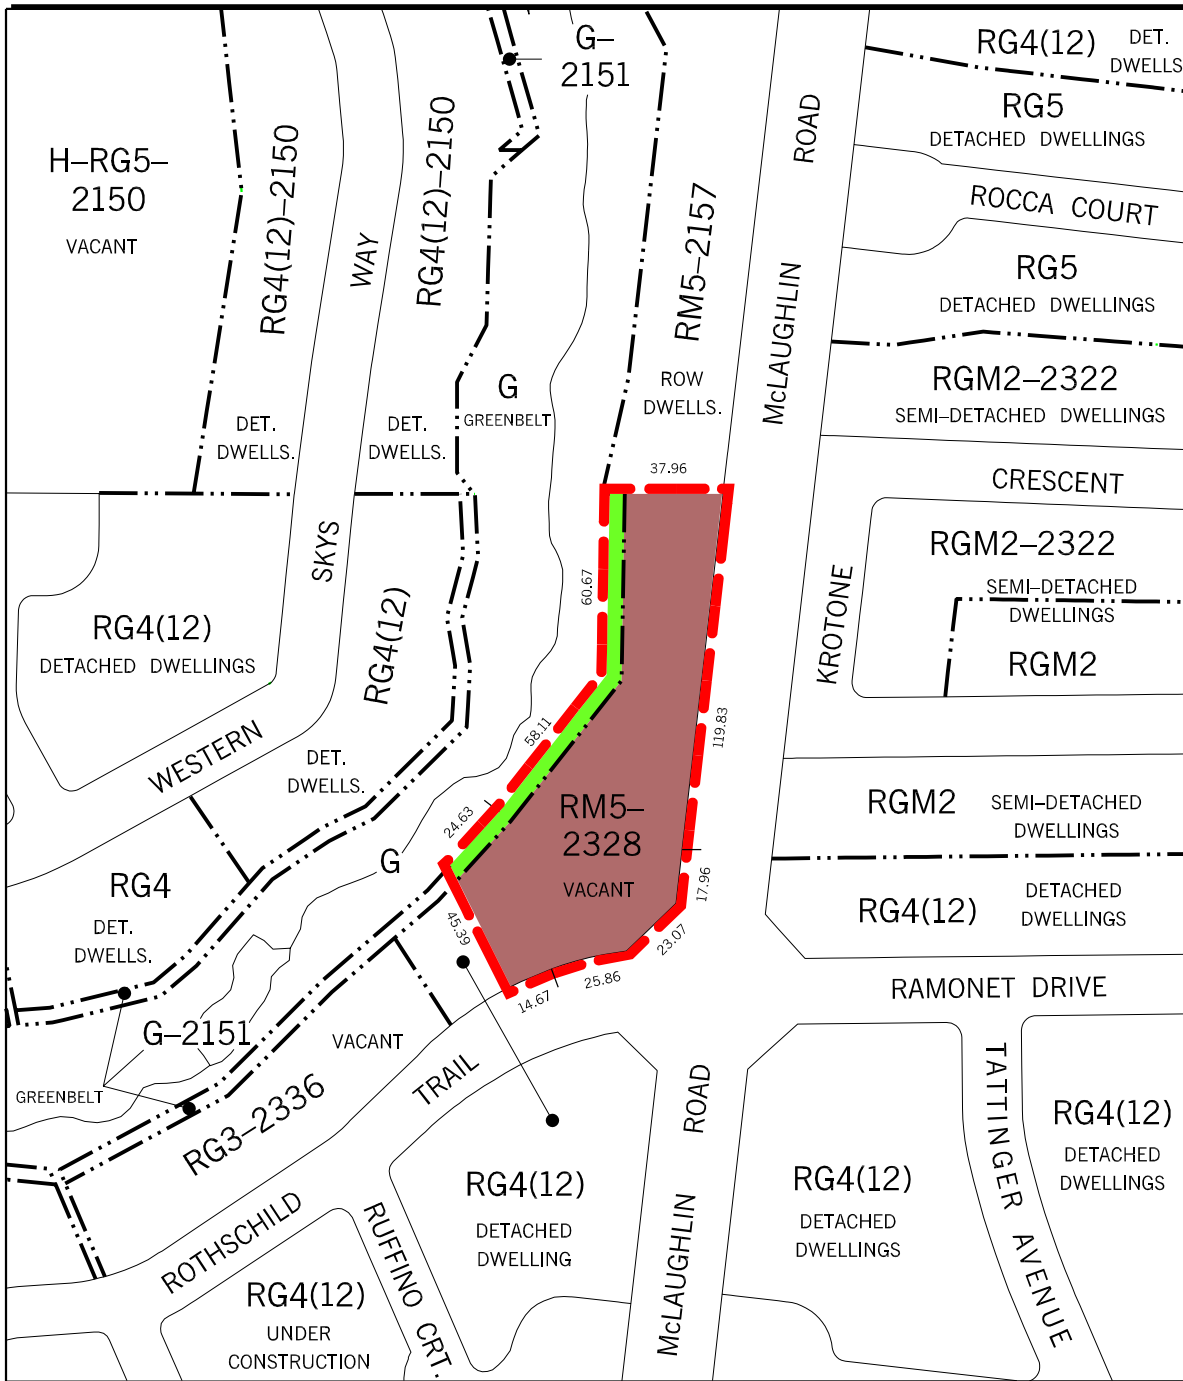 G–
2151
RG4(12)
DET.
DWELLS
RG5
DETACHED DWELLINGS
ROAD
H–RG5–
2150
VACANT
RG4(12)–2150
WAY
RG4(12)–2150
RM5–2157
ROCCA COURT
RG5
DETACHED DWELLINGS
McLAUGHLIN
G
GREENBELT
ROW
DWELLS.
RGM2–2322
SEMI–DETACHED DWELLINGS
DET.
DWELLS.
DET.
DWELLS.
37.96
CRESCENT
SKYS
RGM2–2322
SEMI–DETACHED
DWELLINGS
60.67
KROTONE
RG4(12)
DETACHED DWELLINGS
RG4(12)
RGM2
WESTERN
DET.
DWELLS.
58.11
119.83
24.63
RM5–
2328
VACANT
RGM2
SEMI–DETACHED
DWELLINGS
G
RG4
DET.
DWELLS.
45.39
17.96
23.07
25.86
14.67
RG4(12)
DETACHED
DWELLINGS
RAMONET DRIVE
G–2151
VACANT
GREENBELT
RG3–2336
TRAIL
ROAD
TATTINGER AVENUE
RG4(12)
DETACHED
DWELLINGS
ROTHSCHILD
RUFFINO CRT.
RG4(12)
DETACHED
DWELLING
McLAUGHLIN
RG4(12)
DETACHED
DWELLINGS
RG4(12)
UNDER
CONSTRUCTION